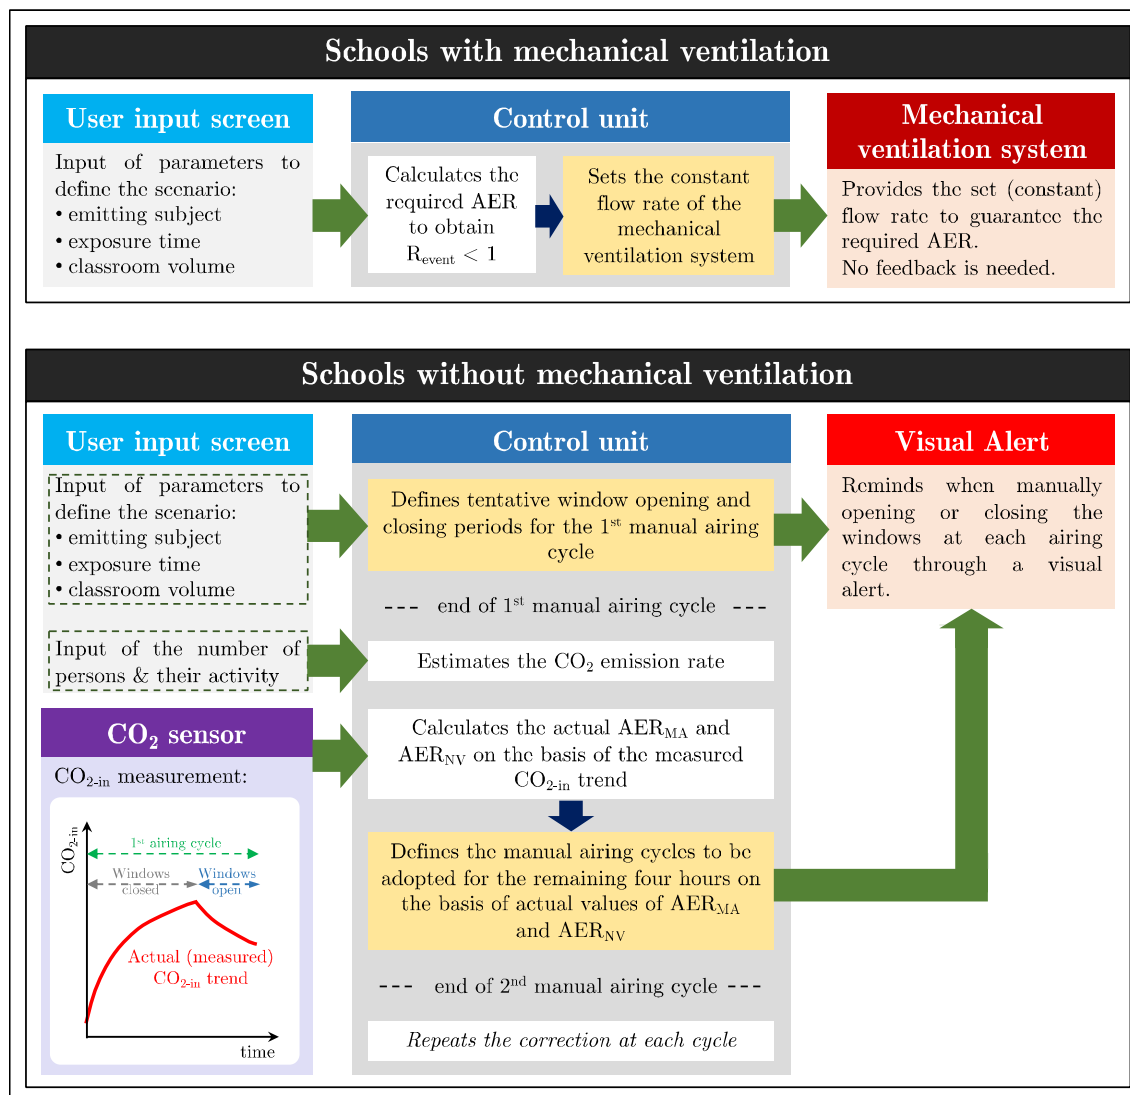 Schools with mechanical ventilation
User input screen
Input of parameters to
define the scenario:
• emitting subject
• exposure time
• classroom volume
Control unit
Calculates the
required AER
to obtain
R_event < 1
Sets the constant
flow rate of the
mechanical
ventilation system
Mechanical
ventilation system
Provides the set (constant)
flow rate to guarantee the
required AER.
No feedback is needed.
Schools without mechanical ventilation
User input screen
Input of parameters to
define the scenario:
• emitting subject
• exposure time
• classroom volume
Input of the number of
persons & their activity
CO₂ sensor
CO₂₋in measurement:
CO₂₋in
1st airing cycle
Windows
closed
Windows
open
Actual (measured)
CO₂₋in trend
time
Control unit
Defines tentative window opening and
closing periods for the 1st manual airing
cycle
--- end of 1st manual airing cycle ---
Estimates the CO₂ emission rate
Calculates the actual AER_MA and
AER_NV on the basis of the measured
CO₂₋in trend
Defines the manual airing cycles to be
adopted for the remaining four hours on
the basis of actual values of AER_MA
and AER_NV
--- end of 2nd manual airing cycle ---
Repeats the correction at each cycle
Visual Alert
Reminds when manually
opening or closing the
windows at each airing
cycle through a visual
alert.